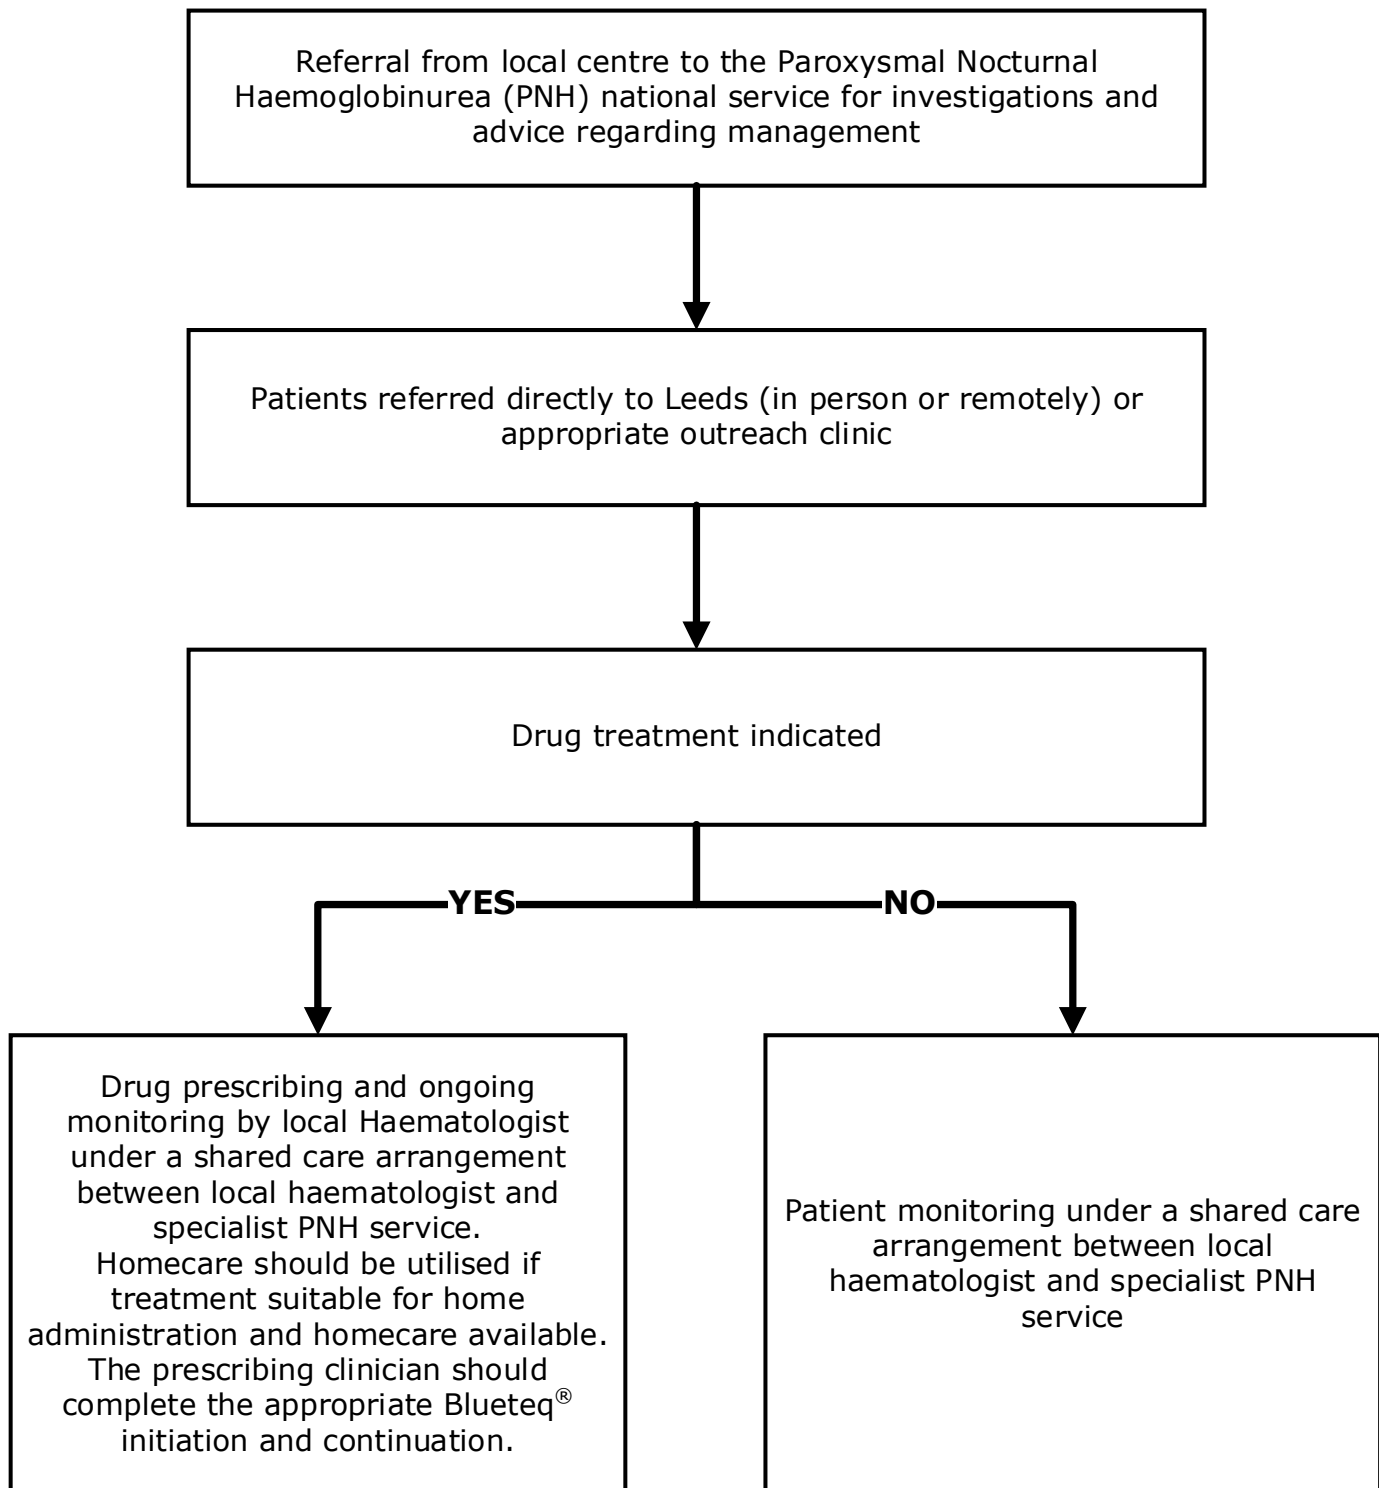 Referral from local centre to the Paroxysmal Nocturnal
Haemoglobinurea (PNH) national service for investigations and
advice regarding management
Patients referred directly to Leeds (in person or remotely) or
appropriate outreach clinic
Drug treatment indicated
YES
NO
Drug prescribing and ongoing
monitoring by local Haematologist
under a shared care arrangement
between local haematologist and
specialist PNH service.
Homecare should be utilised if
treatment suitable for home
administration and homecare available.
The prescribing clinician should
complete the appropriate Blueteq®
initiation and continuation.
Patient monitoring under a shared care
arrangement between local
haematologist and specialist PNH
service